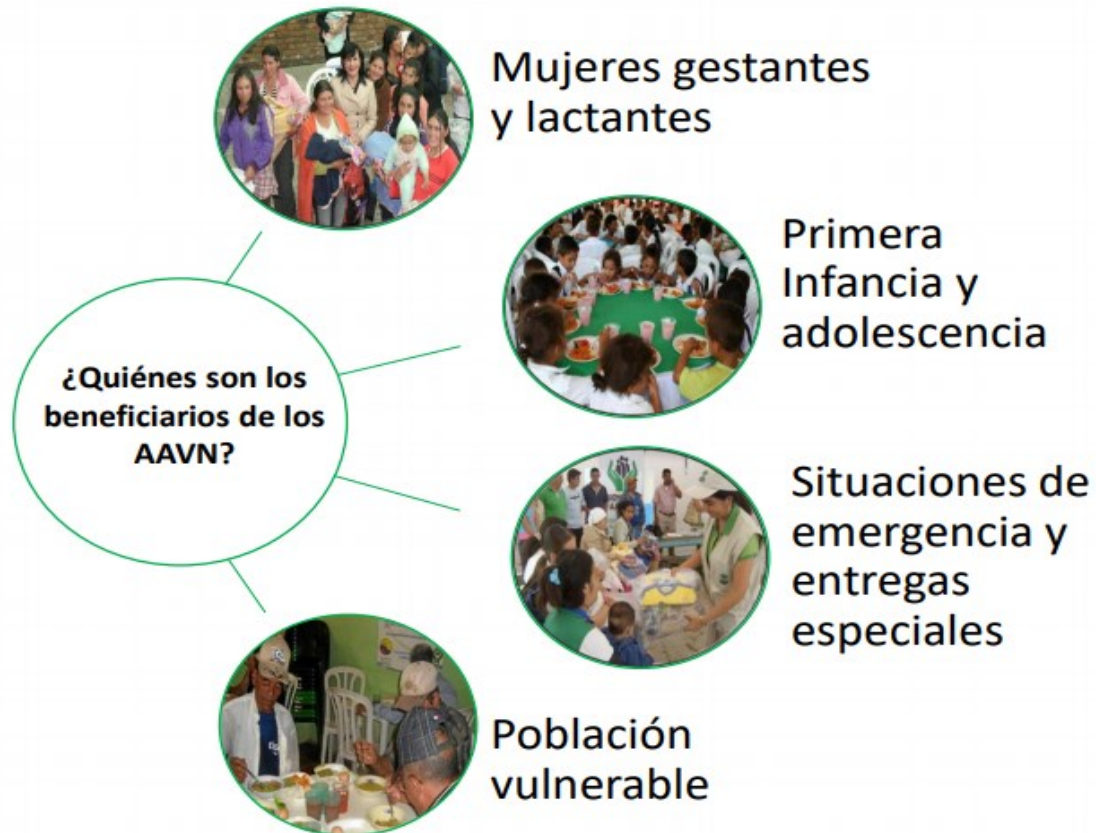 Mujeres gestantes
y lactantes
Primera
Infancia y
adolescencia
¿Quiénes son los
beneficiarios de los
AAVN?
Situaciones de
emergencia y
entregas
especiales
Población
vulnerable